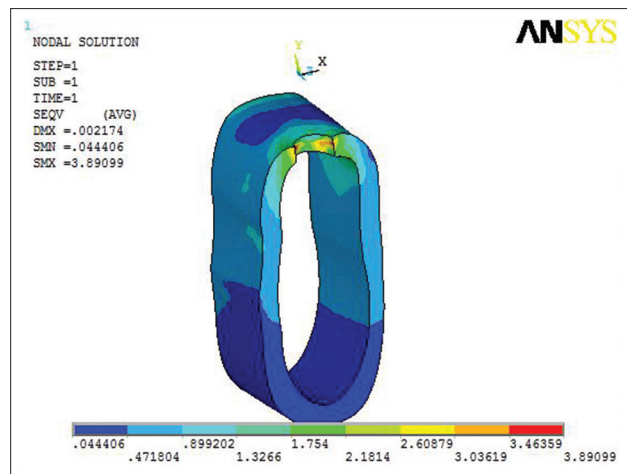 1
NODAL SOLUTION
STEP=1
SUB =1
TIME=1
SEQV (AVG)
DMX =.002174
SMN =.044406
SMX =3.89099
ANSYS
Y
Z X
.044406 .899202 1.754 2.60879 3.46359
.471804 1.3266 2.1814 3.03619 3.89099